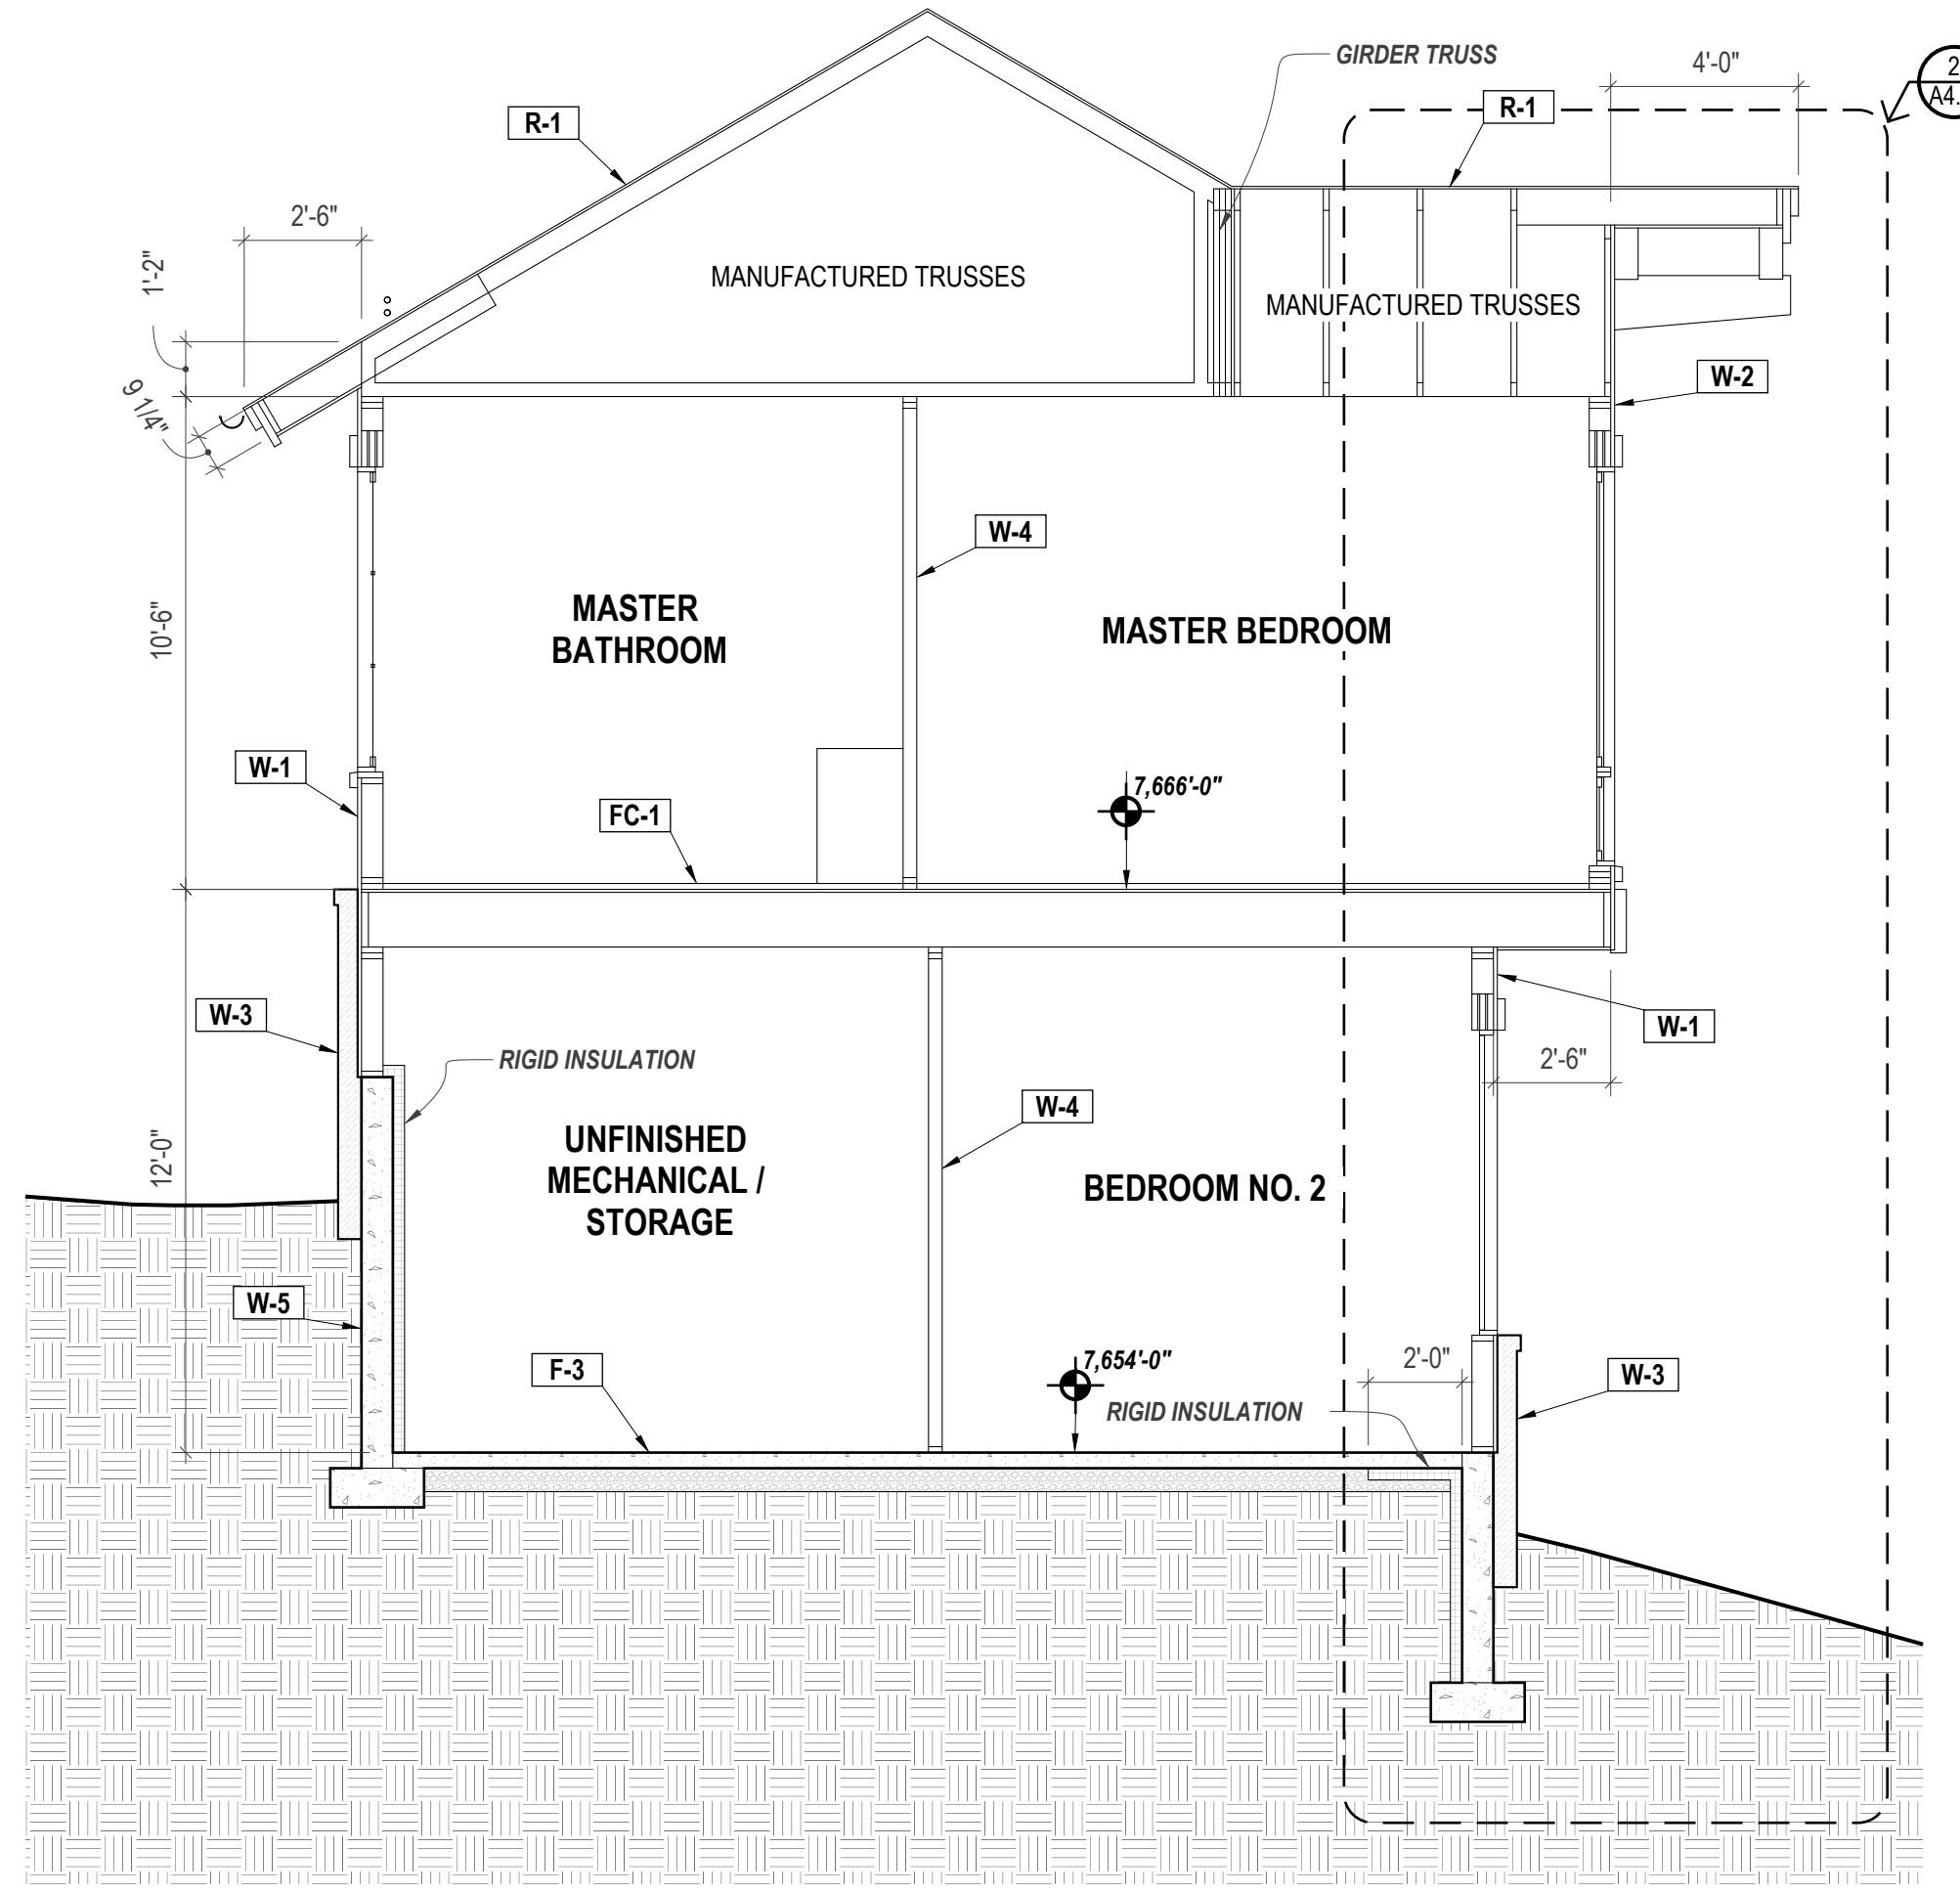 GIRDER TRUSS
4'-0"
2
A4.
R-1
R-1
2'-6"
1'-2"
MANUFACTURED TRUSSES
MANUFACTURED TRUSSES
9 1/4"
W-2
W-4
10'-6"
MASTER
BATHROOM
MASTER BEDROOM
W-1
7,666'-0"
FC-1
W-3
W-1
RIGID INSULATION
2'-6"
W-4
12'-0"
UNFINISHED
MECHANICAL /
STORAGE
BEDROOM NO. 2
W-5
F-3
7,654'-0"
2'-0"
W-3
RIGID INSULATION